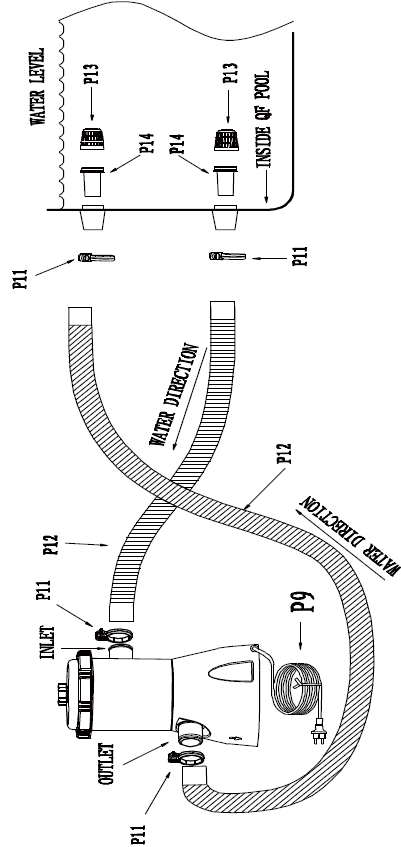 WATER LEVEL
P13
P13
P14
P14
INSIDE QF POOL
P11
P11
WATER DIRECTION
P12
P12
WATER DIRECTION
P11
INLET
P9
OUTLET
P11